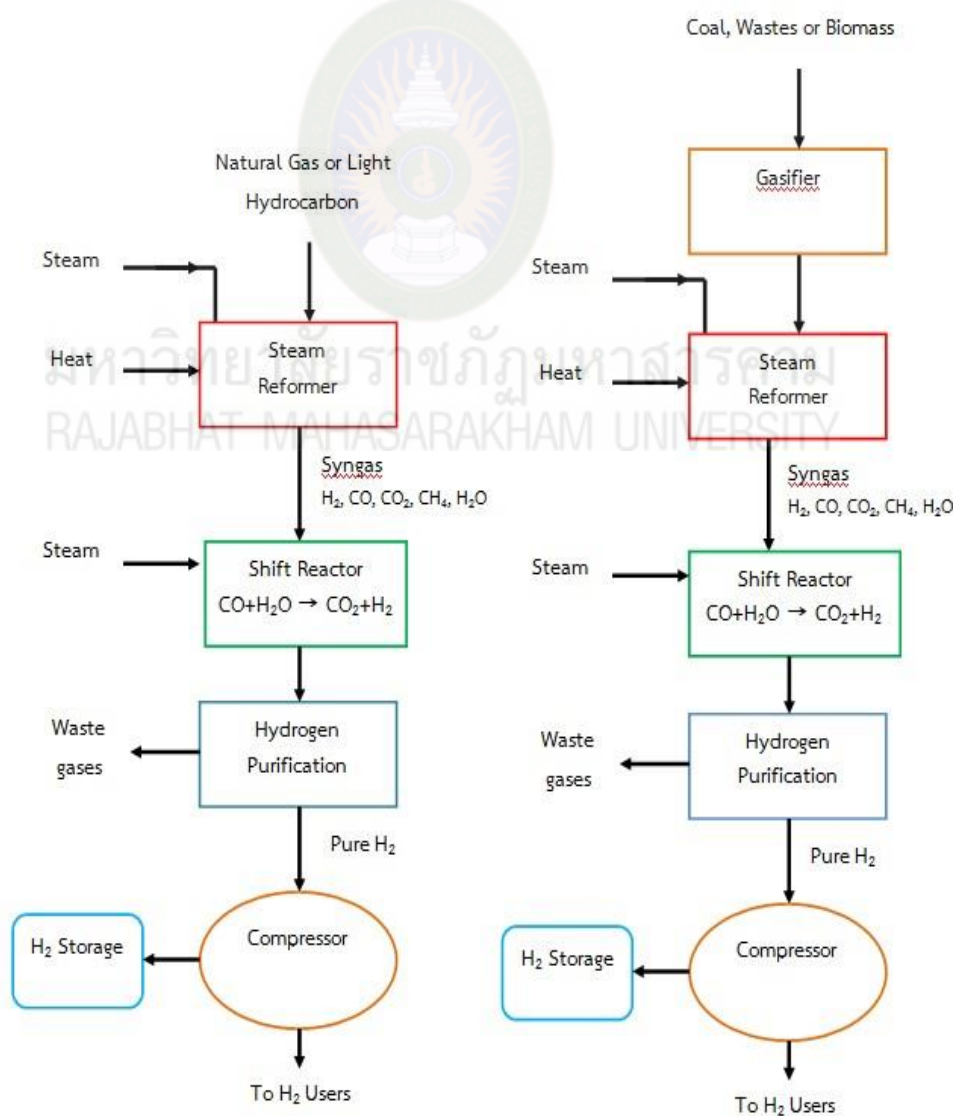 Natural Gas or Light
Hydrocarbon
Steam
Heat
Steam
Reformer
Syngas
H₂, CO, CO₂, CH₄, H₂O
Steam
Shift Reactor
CO+H₂O → CO₂+H₂
Waste
gases
Hydrogen
Purification
Pure H₂
H₂ Storage
Compressor
To H₂ Users
Coal, Wastes or Biomass
Gasifier
Steam
Heat
Steam
Reformer
Syngas
H₂, CO, CO₂, CH₄, H₂O
Steam
Shift Reactor
CO+H₂O → CO₂+H₂
Waste
gases
Hydrogen
Purification
Pure H₂
H₂ Storage
Compressor
To H₂ Users
มหาวิทยาลัยราชภัฏมหาสารคาม
RAJABHAT MAHASARAKHAM UNIVERSITY